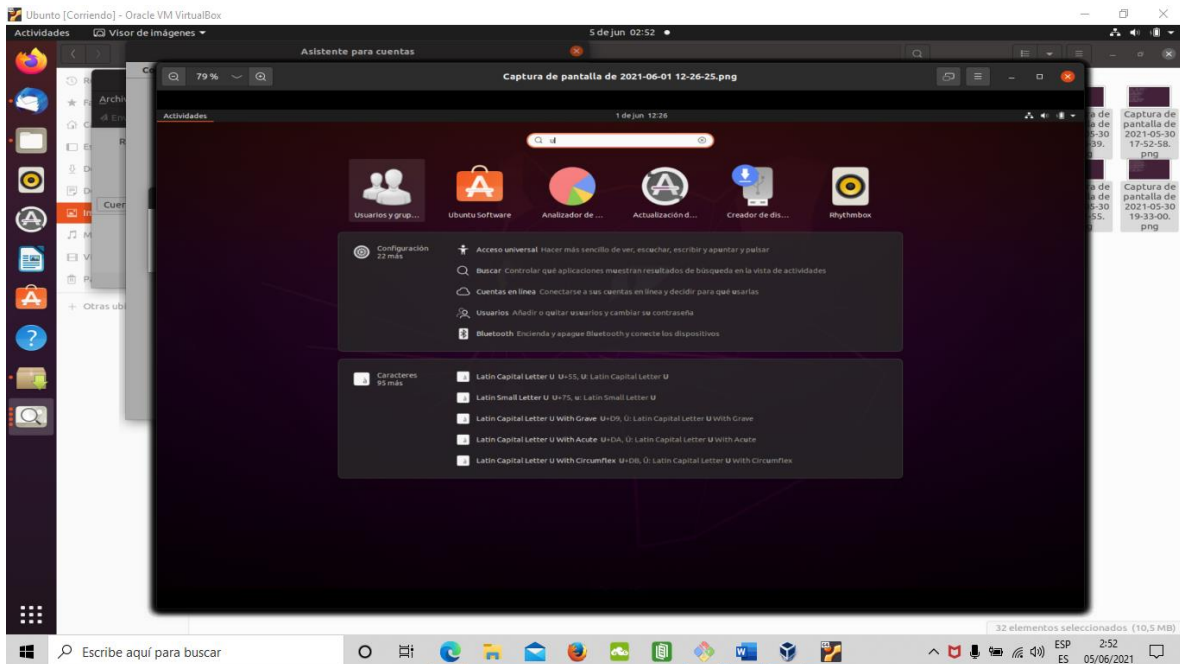 Ubunto [Corriendo] - Oracle VM VirtualBox
Actividades Visor de imágenes 5 de jun 02:52
Asistente para cuentas
79 % Captura de pantalla de 2021-06-01 12-26-25.png
Actividades 1 de jun 12:26
u
Usuarios y grup... Ubuntu Software Analizador de ... Actualización d... Creador de dis... Rhythmbox
Configuración
22 más
Acceso universal Hacer más sencillo de ver, escuchar, escribir y apuntar y pulsar
Buscar Controlar qué aplicaciones muestran resultados de búsqueda en la vista de actividades
Cuentas en línea Conectarse a sus cuentas en línea y decidir para qué usarlas
Usuarios Añadir o quitar usuarios y cambiar su contraseña
Bluetooth Encienda y apague Bluetooth y conecte los dispositivos
Caracteres
95 más
Latin Capital Letter U U+55, U: Latin Capital Letter U
Latin Small Letter U U+75, u: Latin Small Letter U
Latin Capital Letter U With Grave U+D9, Ù: Latin Capital Letter U With Grave
Latin Capital Letter U With Acute U+DA, Ú: Latin Capital Letter U With Acute
Latin Capital Letter U With Circumflex U+DB, Û: Latin Capital Letter U With Circumflex
Archiv
Cuer
+ Otras ubi
Captura de
pantalla de
2021-05-30
17-52-58.
png
Captura de
pantalla de
2021-05-30
19-33-00.
png
32 elementos seleccionados (10,5 MB)
Escribe aquí para buscar
ESP
ES
2:52
05/06/2021